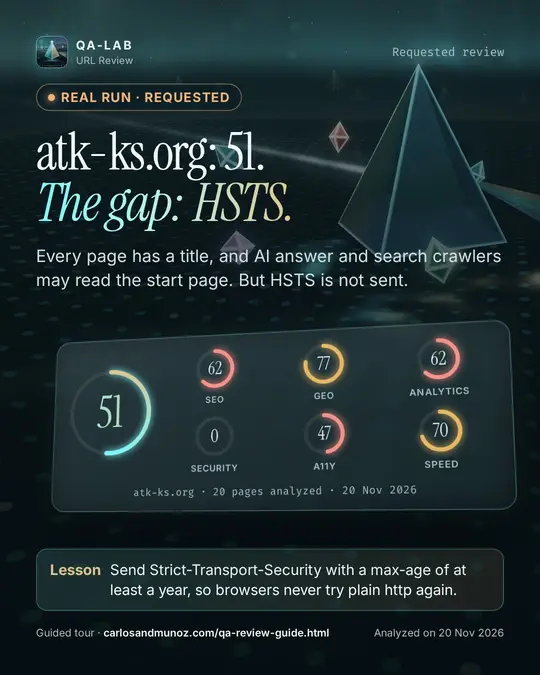 QA-LAB
URL Review
Requested review
REAL RUN · REQUESTED
atk-ks.org: 51.
The gap: HSTS.
Every page has a title, and AI answer and search crawlers
may read the start page. But HSTS is not sent.
51
62
SEO
77
GEO
62
ANALYTICS
0
SECURITY
47
A11Y
70
SPEED
atk-ks.org · 20 pages analyzed · 20 Nov 2026
Lesson Send Strict-Transport-Security with a max-age of at
least a year, so browsers never try plain http again.
Guided tour · carlosandmunoz.com/qa-review-guide.html
Analyzed on 20 Nov 2026